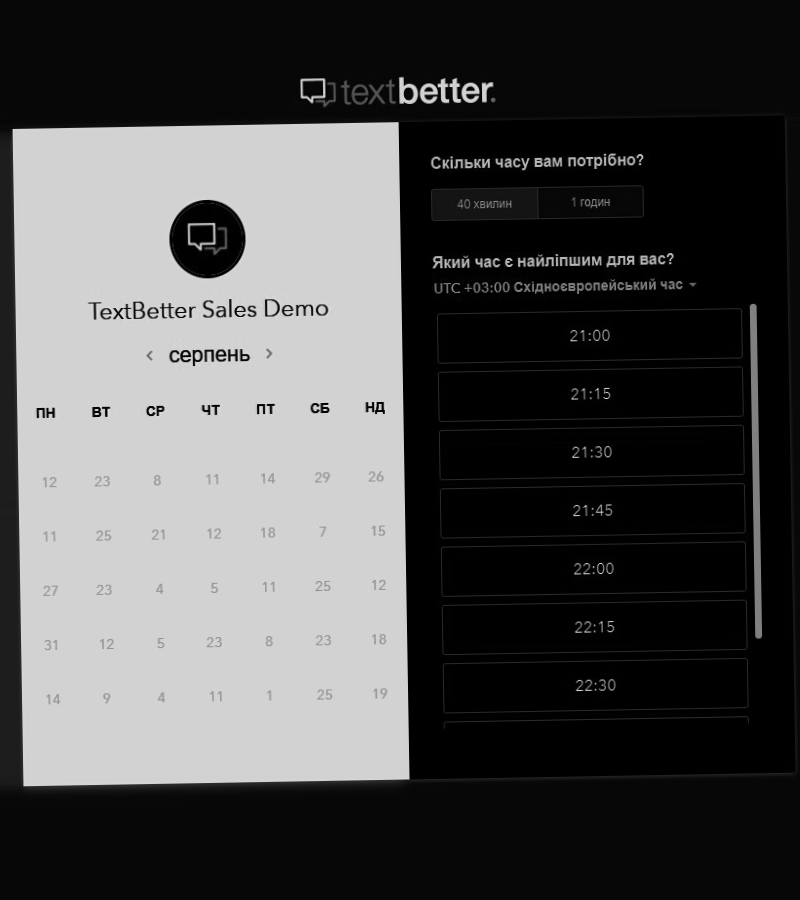 textbetter.
TextBetter Sales Demo
< серпень >
ПН ВТ СР ЧТ ПТ СБ НД
12 23 8 11 14 29 26
11 25 21 12 18 7 15
27 23 4 5 11 25 12
31 12 5 23 8 23 18
14 9 4 11 1 25 19
Скільки часу вам потрібно?
40 хвилин 1 годин
Який час є найліпшим для вас?
UTC +03:00 Східноєвропейський час
21:00
21:15
21:30
21:45
22:00
22:15
22:30